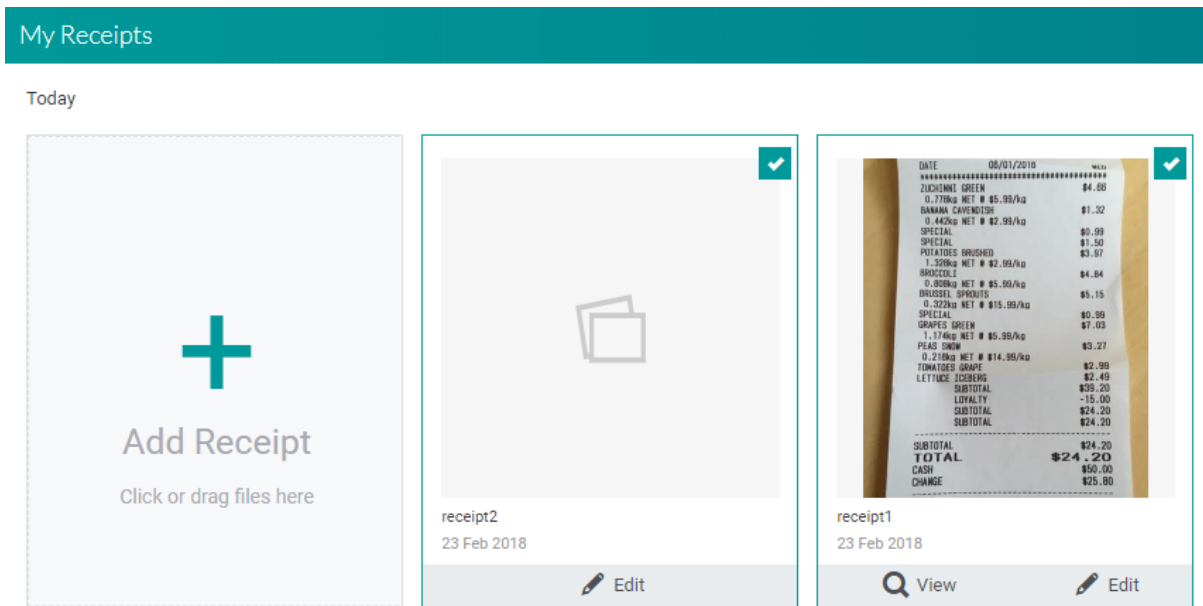 My Receipts
Today
Add Receipt
Click or drag files here
receipt2
23 Feb 2018
Edit
DATE 08/01/2018 WED
****************************************
ZUCHINNI GREEN $4.66
0.778kg NET @ $5.99/kg
BANANA CAVENDISH $1.32
0.442kg NET @ $2.99/kg
SPECIAL $0.99
SPECIAL $1.50
POTATOES BRUSHED $3.97
1.328kg NET @ $2.99/kg
BROCCOLI $4.84
0.808kg NET @ $5.99/kg
BRUSSEL SPROUTS $5.15
0.322kg NET @ $15.99/kg
SPECIAL $0.99
GRAPES GREEN $7.03
1.174kg NET @ $5.99/kg
PEAS SNOW $3.27
0.218kg NET @ $14.99/kg
TOMATOES GRAPE $2.99
LETTUCE ICEBERG $2.49
SUBTOTAL $39.20
LOYALTY -15.00
SUBTOTAL $24.20
SUBTOTAL $24.20
SUBTOTAL $24.20
TOTAL $24.20
CASH $50.00
CHANGE $25.80
receipt1
23 Feb 2018
View Edit